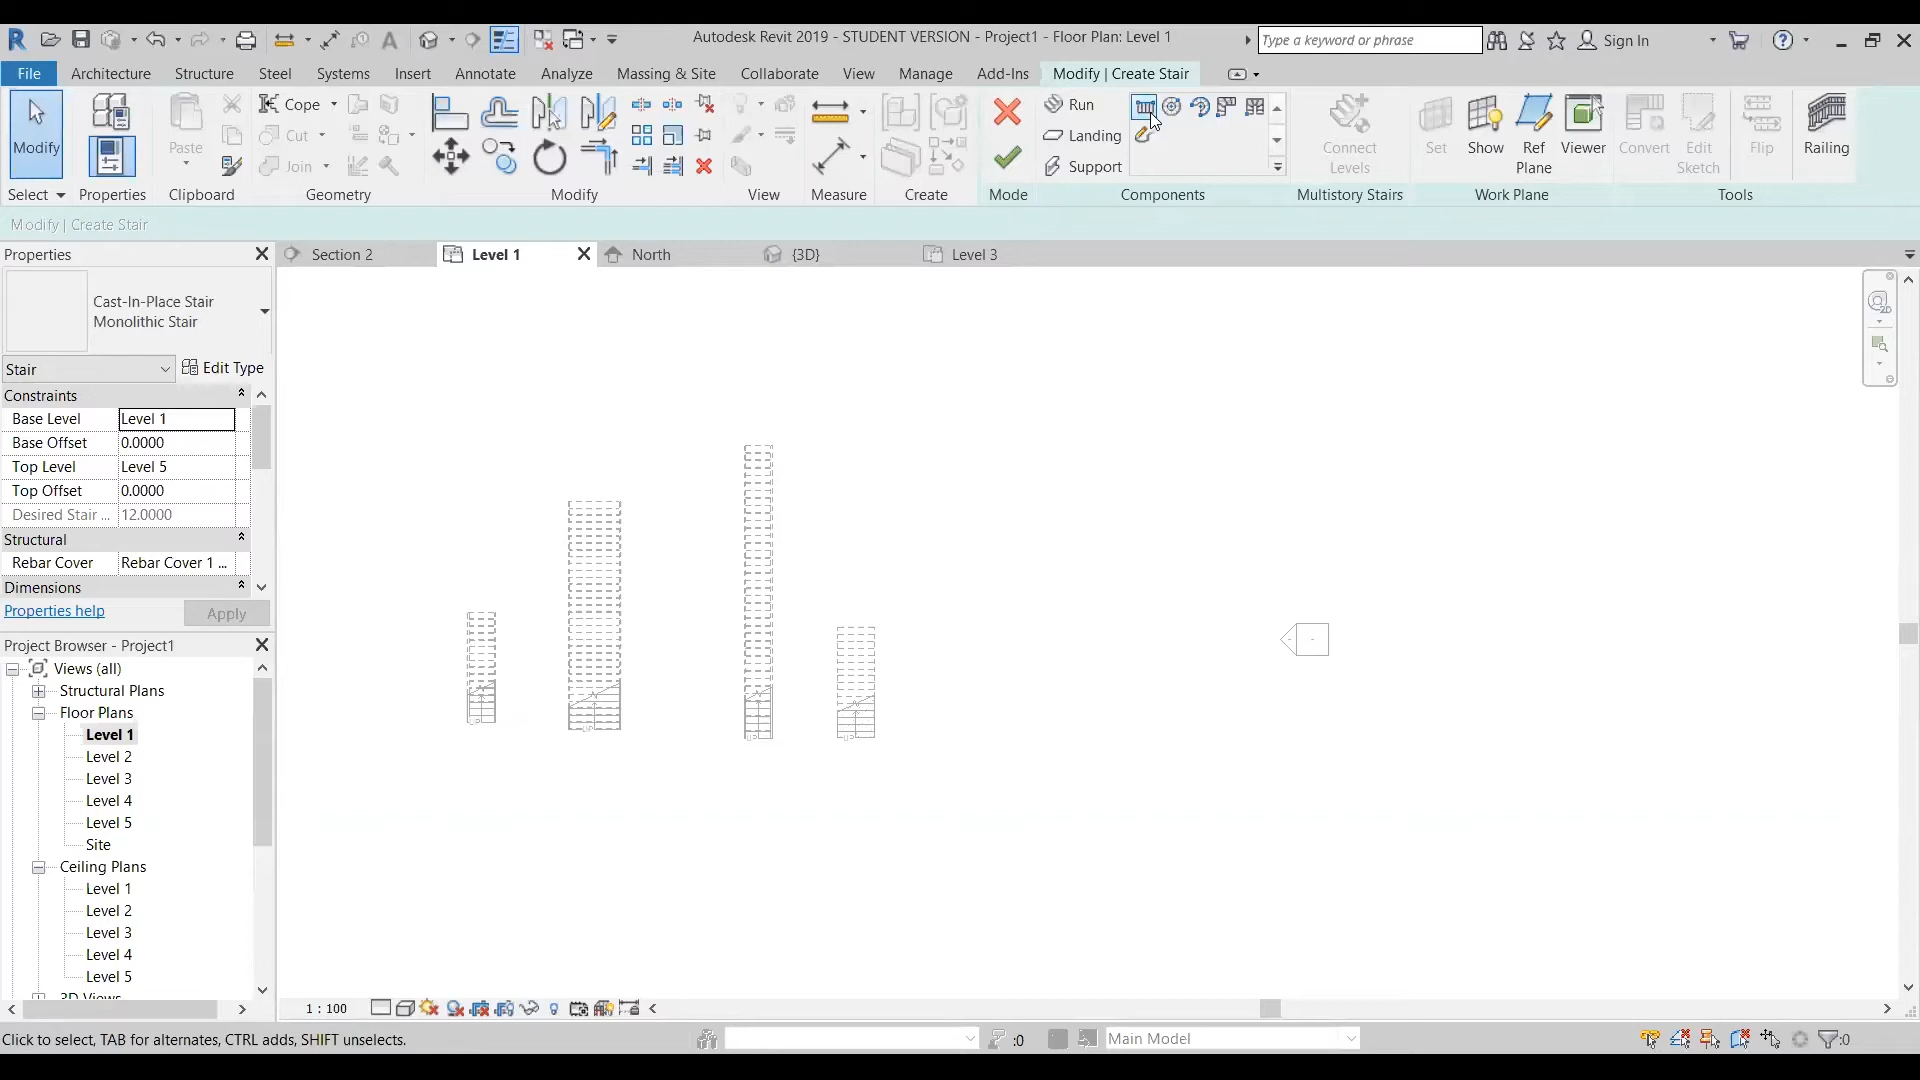 Autodesk Revit 2019 - STUDENT VERSION - Project1 - Floor Plan: Level 1
Type a keyword or phrase
Sign In
File Architecture Structure Steel Systems Insert Annotate Analyze Massing & Site Collaborate View Manage Add-Ins Modify | Create Stair
Modify
Paste
Cope
Cut
Join
Run
Landing
Support
Connect
Levels
Set
Show
Ref
Plane
Viewer
Convert
Edit
Sketch
Flip
Railing
Select Properties Clipboard Geometry Modify View Measure Create Mode Components Multistory Stairs Work Plane Tools
Modify | Create Stair
Properties
Section 2
Level 1
North
{3D}
Level 3
Cast-In-Place Stair
Monolithic Stair
Stair
Edit Type
Constraints
Base Level Level 1
Base Offset 0.0000
Top Level Level 5
Top Offset 0.0000
Desired Stair ... 12.0000
Structural
Rebar Cover Rebar Cover 1 ...
Dimensions
Properties help
Apply
Project Browser - Project1
Views (all)
Structural Plans
Floor Plans
Level 1
Level 2
Level 3
Level 4
Level 5
Site
Ceiling Plans
Level 1
Level 2
Level 3
Level 4
Level 5
3D Views
2D
UP
UP
UP
UP
1 : 100
Click to select, TAB for alternates, CTRL adds, SHIFT unselects.
:0
Main Model
:0